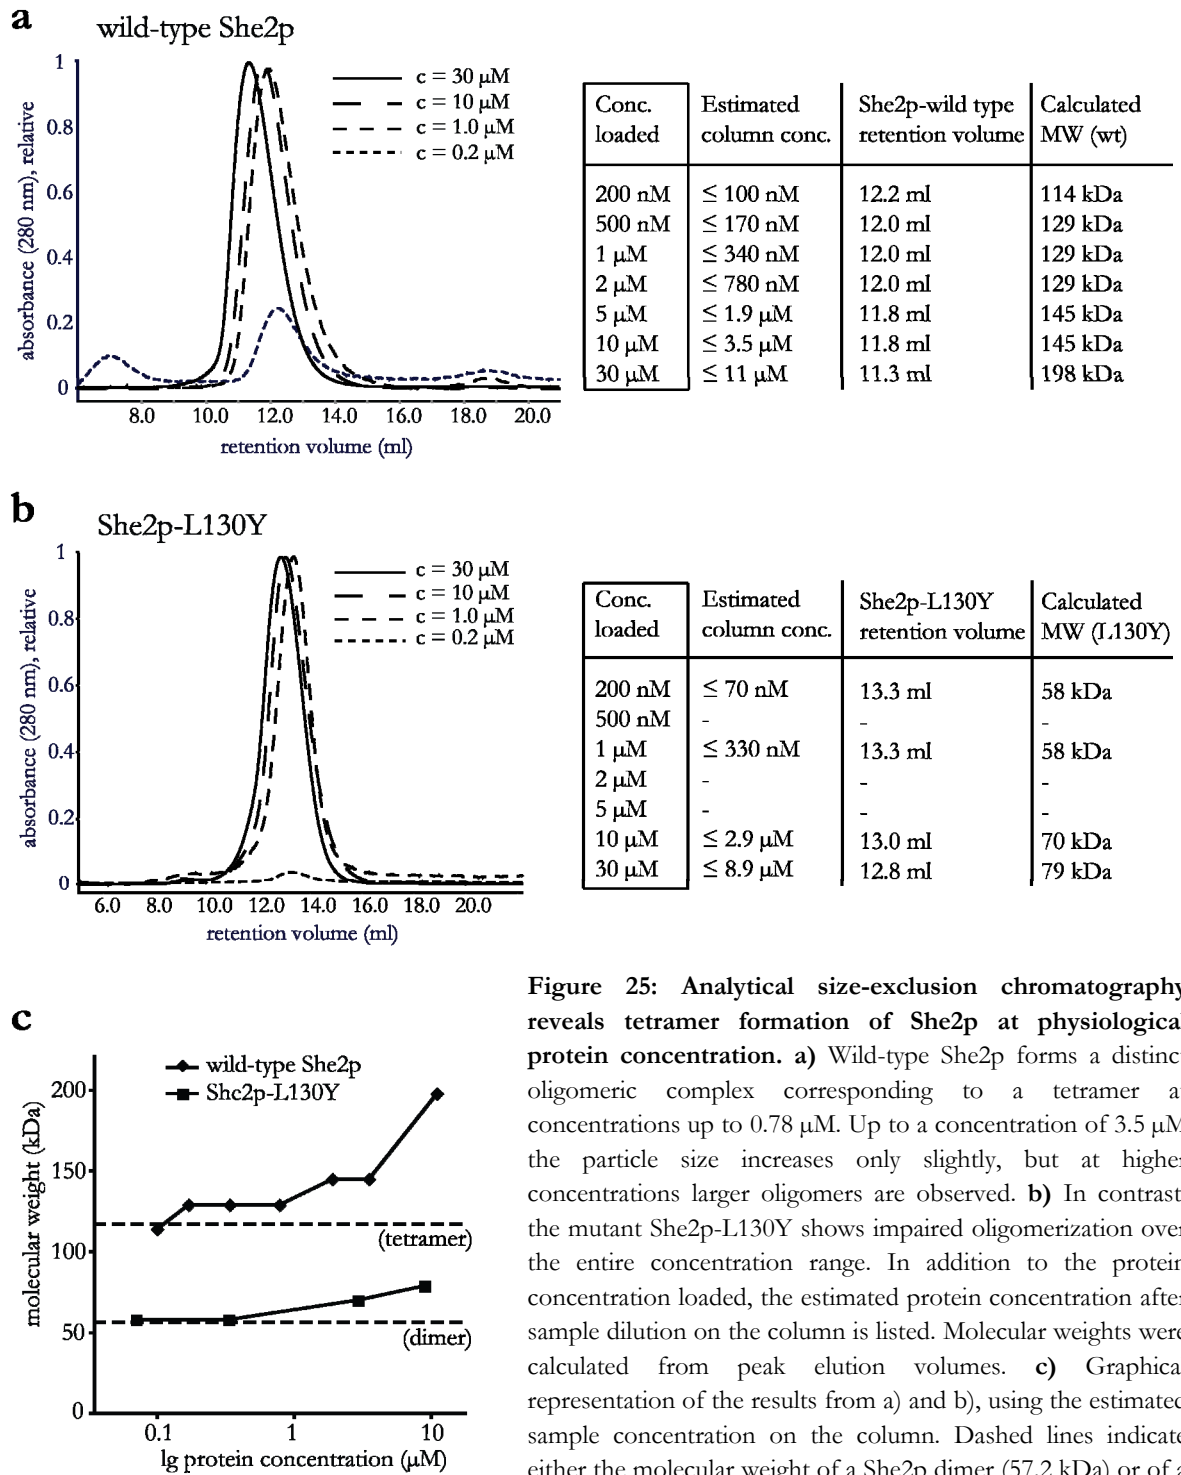 a
wild-type She2p
1
0.8
0.6
0.4
0.2
0
absorbance (280 nm), relative
c = 30 µM
c = 10 µM
c = 1.0 µM
c = 0.2 µM
8.0 10.0 12.0 14.0 16.0 18.0 20.0
retention volume (ml)
Conc. loaded | Estimated column conc. | She2p-wild type retention volume | Calculated MW (wt)
200 nM ≤ 100 nM 12.2 ml 114 kDa
500 nM ≤ 170 nM 12.0 ml 129 kDa
1 µM ≤ 340 nM 12.0 ml 129 kDa
2 µM ≤ 780 nM 12.0 ml 129 kDa
5 µM ≤ 1.9 µM 11.8 ml 145 kDa
10 µM ≤ 3.5 µM 11.8 ml 145 kDa
30 µM ≤ 11 µM 11.3 ml 198 kDa
b
She2p-L130Y
1
0.8
0.6
0.4
0.2
0
absorbance (280 nm), relative
c = 30 µM
c = 10 µM
c = 1.0 µM
c = 0.2 µM
6.0 8.0 10.0 12.0 14.0 16.0 18.0 20.0
retention volume (ml)
Conc. loaded | Estimated column conc. | She2p-L130Y retention volume | Calculated MW (L130Y)
200 nM ≤ 70 nM 13.3 ml 58 kDa
500 nM - - -
1 µM ≤ 330 nM 13.3 ml 58 kDa
2 µM - - -
5 µM - - -
10 µM ≤ 2.9 µM 13.0 ml 70 kDa
30 µM ≤ 8.9 µM 12.8 ml 79 kDa
c
wild-type She2p
She2p-L130Y
200
150
100
50
0
molecular weight (kDa)
(tetramer)
(dimer)
0.1 1 10
lg protein concentration (µM)
Figure 25: Analytical size-exclusion chromatography
reveals tetramer formation of She2p at physiological
protein concentration. a) Wild-type She2p forms a distinct
oligomeric complex corresponding to a tetramer at
concentrations up to 0.78 µM. Up to a concentration of 3.5 µM
the particle size increases only slightly, but at higher
concentrations larger oligomers are observed. b) In contrast,
the mutant She2p-L130Y shows impaired oligomerization over
the entire concentration range. In addition to the protein
concentration loaded, the estimated protein concentration after
sample dilution on the column is listed. Molecular weights were
calculated from peak elution volumes. c) Graphical
representation of the results from a) and b), using the estimated
sample concentration on the column. Dashed lines indicate
either the molecular weight of a She2p dimer (57.2 kDa) or of a